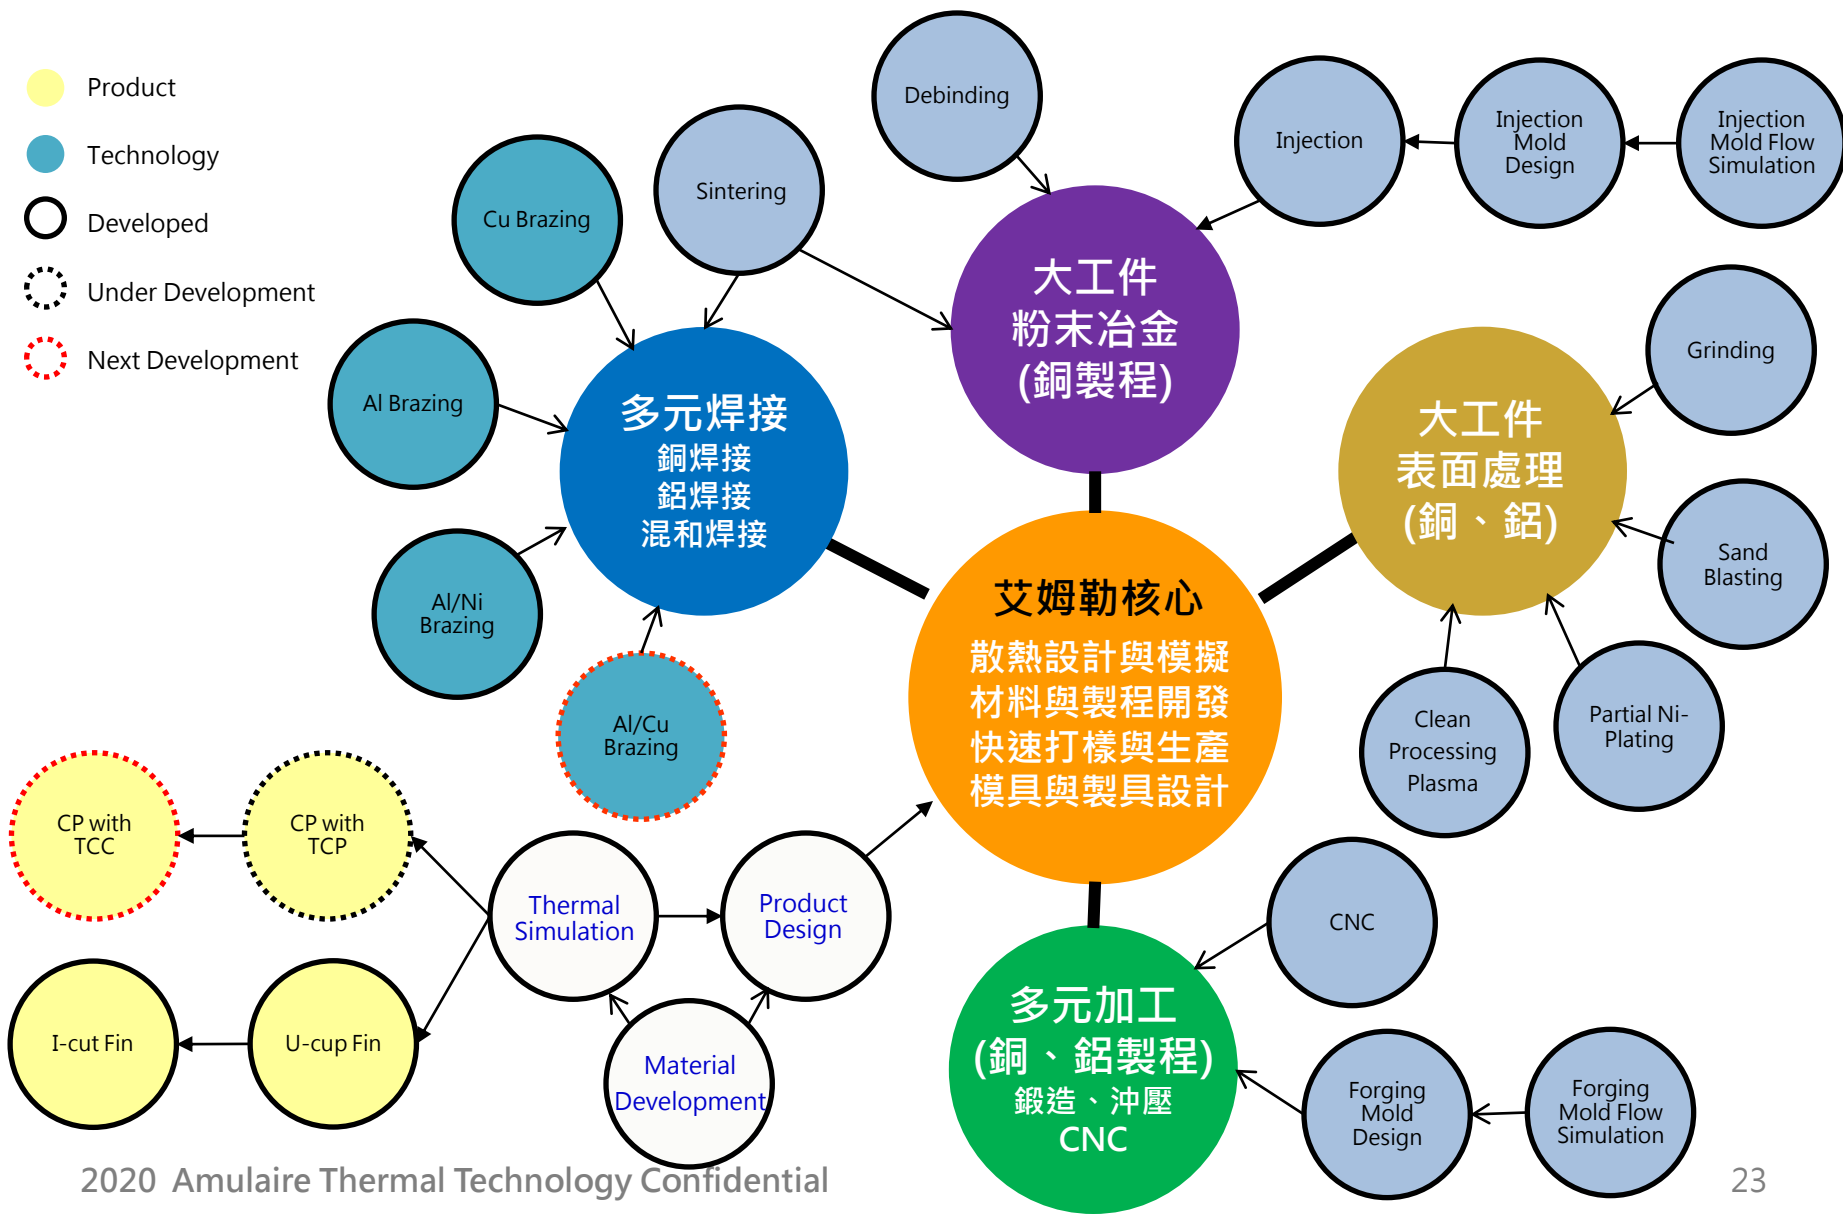 Product
Technology
Developed
Under Development
Next Development
Debinding
Injection
Injection
Mold
Design
Injection
Mold Flow
Simulation
Sintering
Cu Brazing
Al Brazing
Al/Ni
Brazing
Al/Cu
Brazing
大工件
粉末冶金
(銅製程)
多元焊接
銅焊接
鋁焊接
混和焊接
大工件
表面處理
(銅、鋁)
Grinding
Sand
Blasting
Partial Ni-
Plating
Clean
Processing
Plasma
艾姆勒核心
散熱設計與模擬
材料與製程開發
快速打樣與生產
模具與製具設計
CP with
TCC
CP with
TCP
Thermal
Simulation
Product
Design
I-cut Fin
U-cup Fin
Material
Development
多元加工
(銅、鋁製程)
鍛造、沖壓
CNC
CNC
Forging
Mold
Design
Forging
Mold Flow
Simulation
2020 Amulaire Thermal Technology Confidential
23